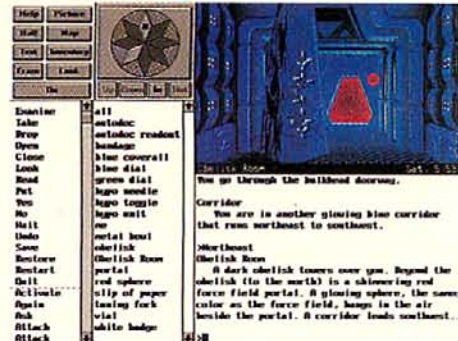 Help Picture
Half Map
Text Inventory
Look
Do
Up Down In Out
Examine
Take
Drop
Open
Close
Look
Read
Put
Yes
No
Wait
Undo
Save
Restore
Restart
Quit
Activate
Again
Ask
Attach
Attack
all
autodoc
autodoc readout
bandage
blue coverall
blue dial
green dial
hypo needle
hypo toggle
hypo unit
me
metal bowl
obelisk
Obelisk Room
portal
red sphere
slip of paper
tuning fork
vial
white badge
Obelisk Room
You go through the bulkhead doorway.
Corridor
You are in another glowing blue corridor
that runs northeast to southwest.
>Northeast
Obelisk Room
A dark obelisk towers over you. Beyond the
obelisk (to the north) is a shimmering red
force field portal. A glowing sphere, the same
color as the force field, hangs in the air
beside the portal. A corridor leads southwest.
>